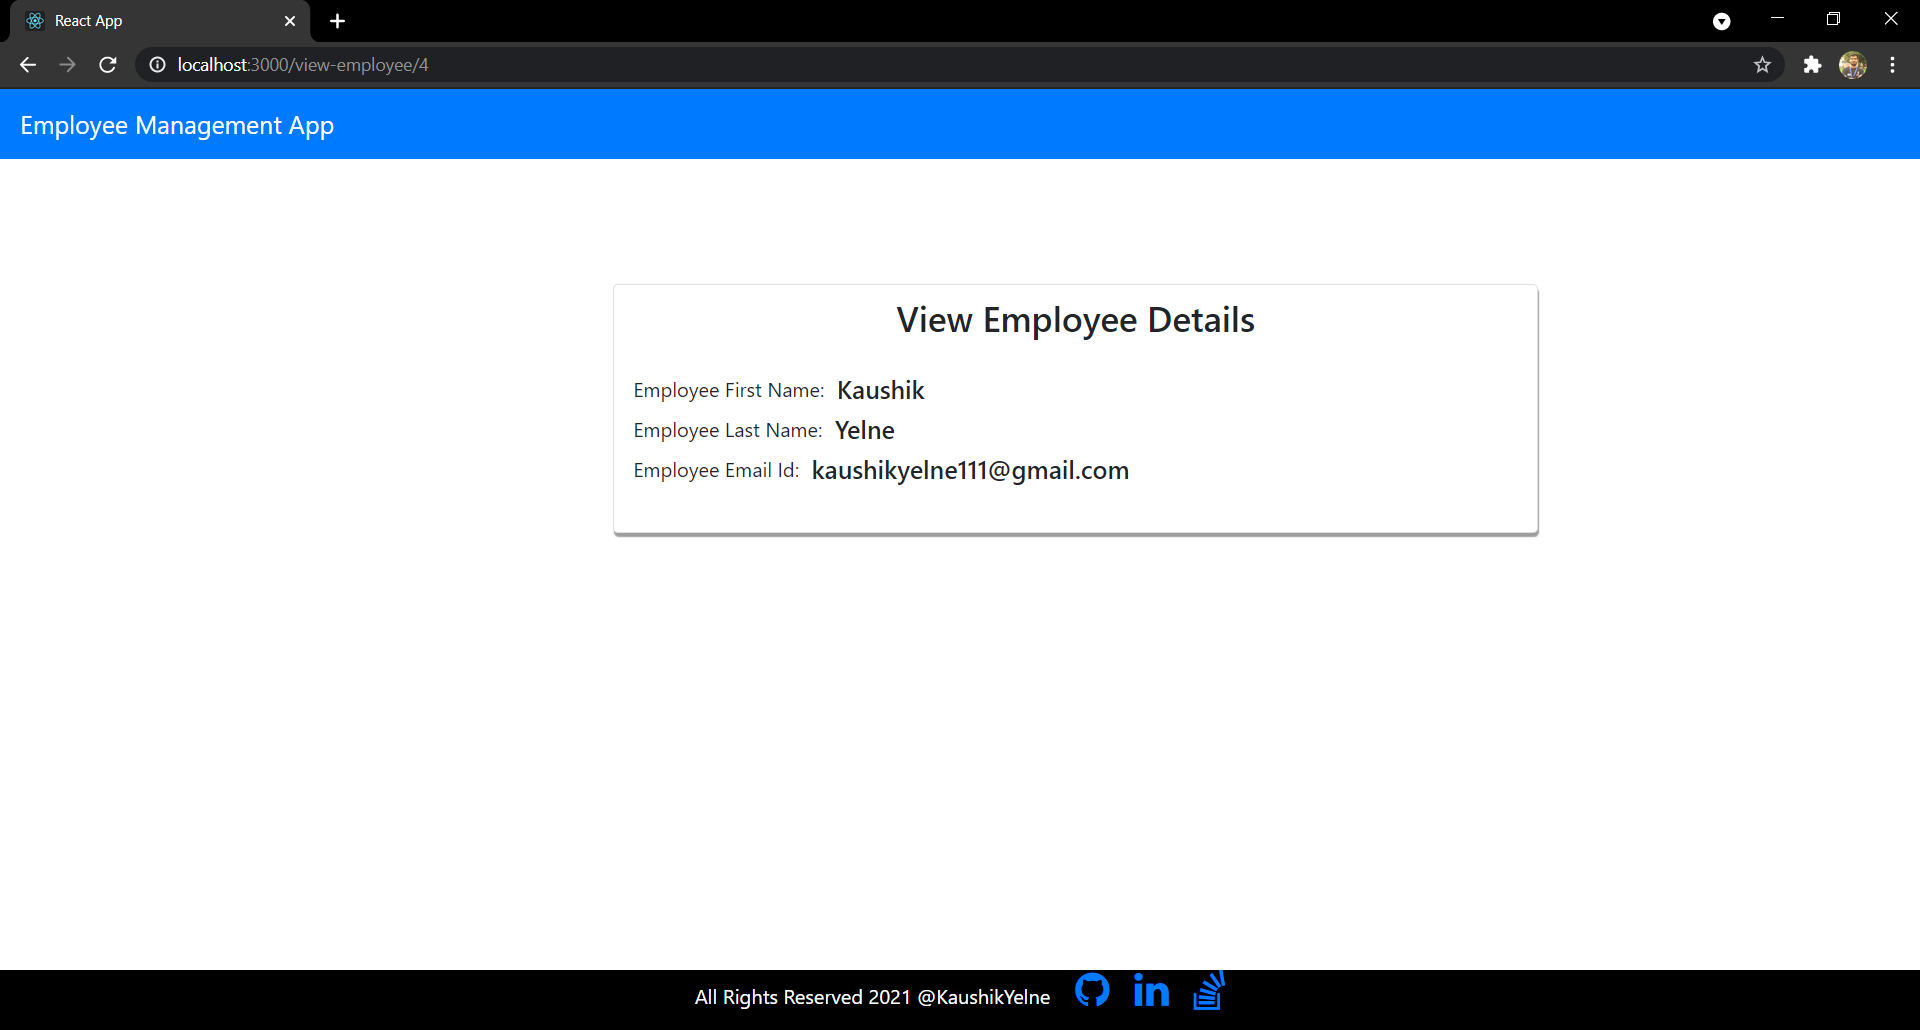 React App
localhost:3000/view-employee/4
Employee Management App
View Employee Details
Employee First Name: Kaushik
Employee Last Name: Yelne
Employee Email Id: kaushikyelne111@gmail.com
All Rights Reserved 2021 @KaushikYelne in